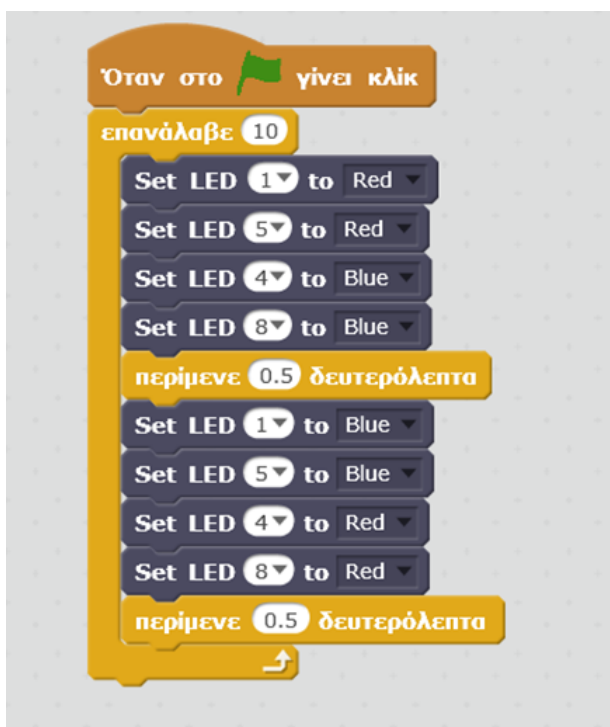 Όταν στο γίνει κλίκ
επανάλαβε 10
Set LED 1 to Red
Set LED 5 to Red
Set LED 4 to Blue
Set LED 8 to Blue
περίμενε 0.5 δευτερόλεπτα
Set LED 1 to Blue
Set LED 5 to Blue
Set LED 4 to Red
Set LED 8 to Red
περίμενε 0.5 δευτερόλεπτα